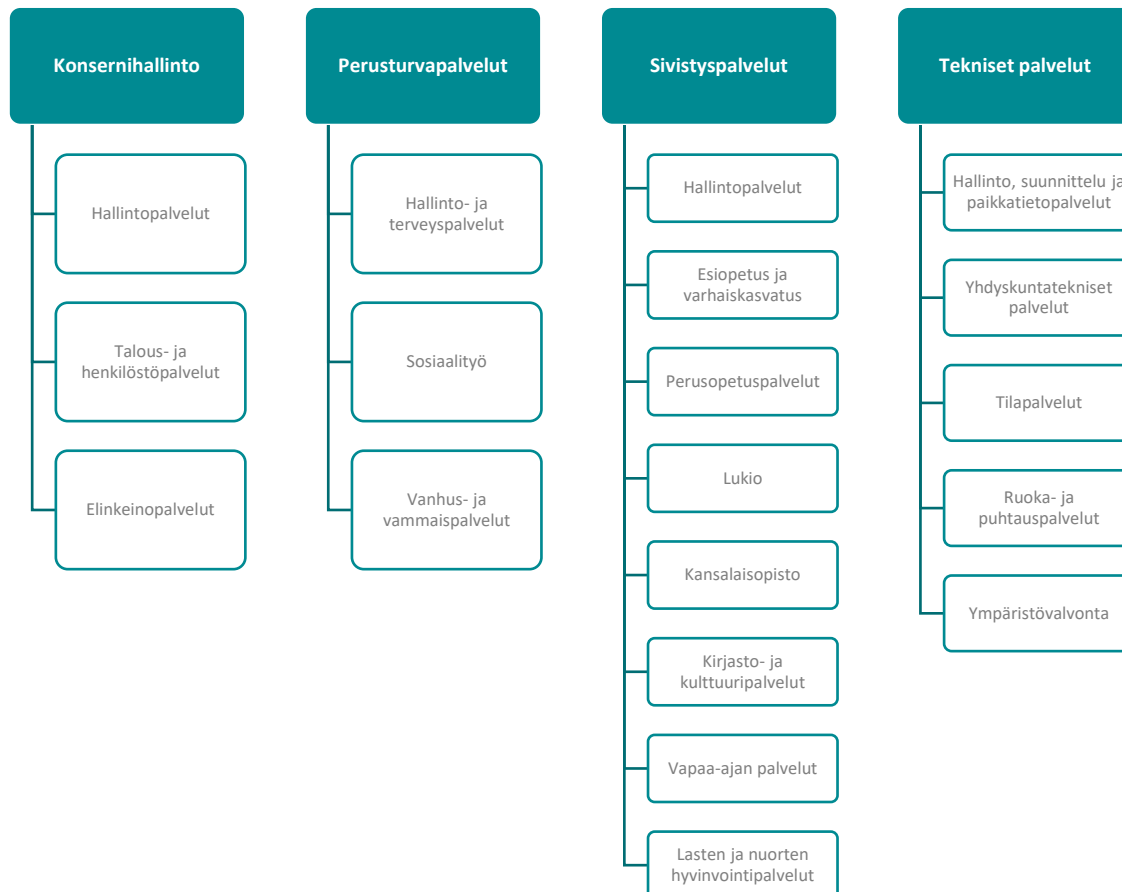 Konsernihallinto
Hallintopalvelut
Talous- ja
henkilöstöpalvelut
Elinkeinopalvelut
Perusturvapalvelut
Hallinto- ja
terveyspalvelut
Sosiaalityö
Vanhus- ja
vammaispalvelut
Sivistyspalvelut
Hallintopalvelut
Esiopetus ja
varhaiskasvatus
Perusopetuspalvelut
Lukio
Kansalaisopisto
Kirjasto- ja
kulttuuripalvelut
Vapaa-ajan palvelut
Lasten ja nuorten
hyvinvointipalvelut
Tekniset palvelut
Hallinto, suunnittelu ja
paikkatietopalvelut
Yhdyskuntatekniset
palvelut
Tilapalvelut
Ruoka- ja
puhtauspalvelut
Ympäristövalvonta